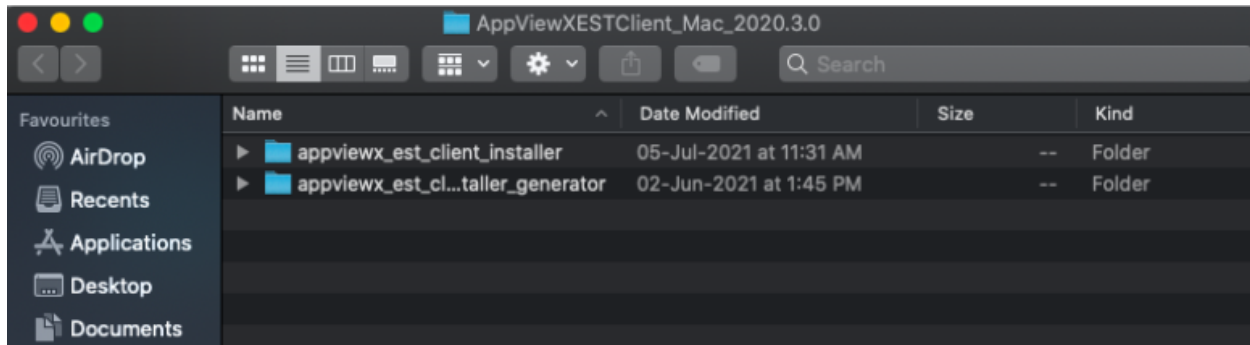 AppViewXESTClient_Mac_2020.3.0
Search
Favourites
AirDrop
Recents
Applications
Desktop
Documents
Name Date Modified Size Kind
appviewx_est_client_installer 05-Jul-2021 at 11:31 AM -- Folder
appviewx_est_cl...taller_generator 02-Jun-2021 at 1:45 PM -- Folder